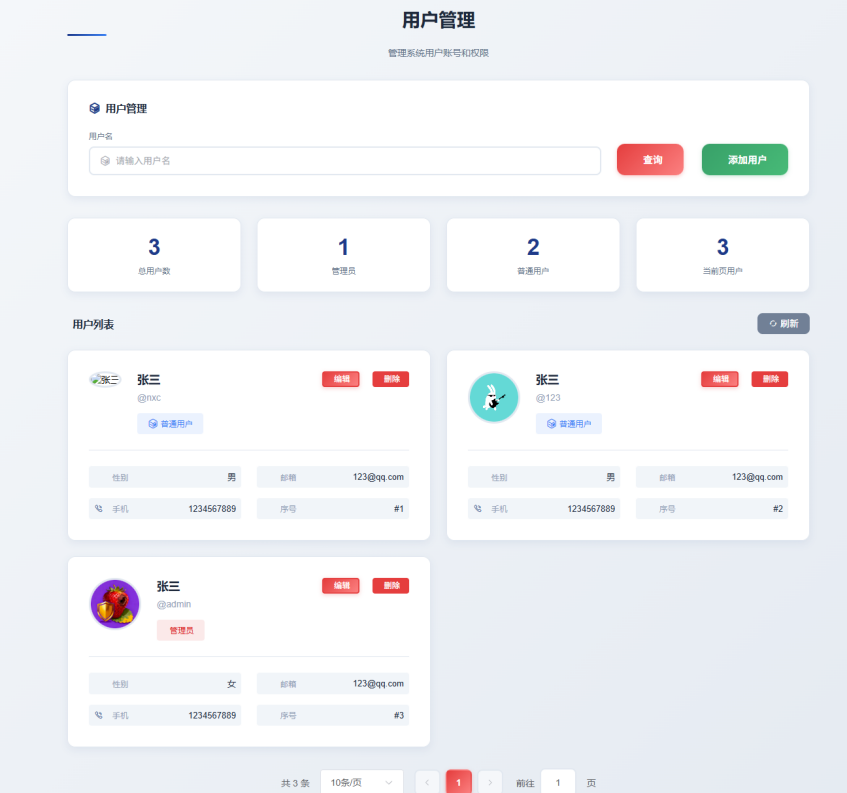 用户管理
管理系统用户账号和权限
用户管理
用户名
请输入用户名 查询 添加用户
3 1 2 3
总用户数 管理员 普通用户 当前页用户
用户列表 刷新
张三 张三 编辑 删除 张三 编辑 删除
@nxc @123
普通用户 普通用户
性别 男 邮箱 123@qq.com 性别 男 邮箱 123@qq.com
手机 1234567889 序号 #1 手机 1234567889 序号 #2
张三 编辑 删除
@admin
管理员
性别 女 邮箱 123@qq.com
手机 1234567889 序号 #3
共 3 条 10条/页 1 前往 1 页